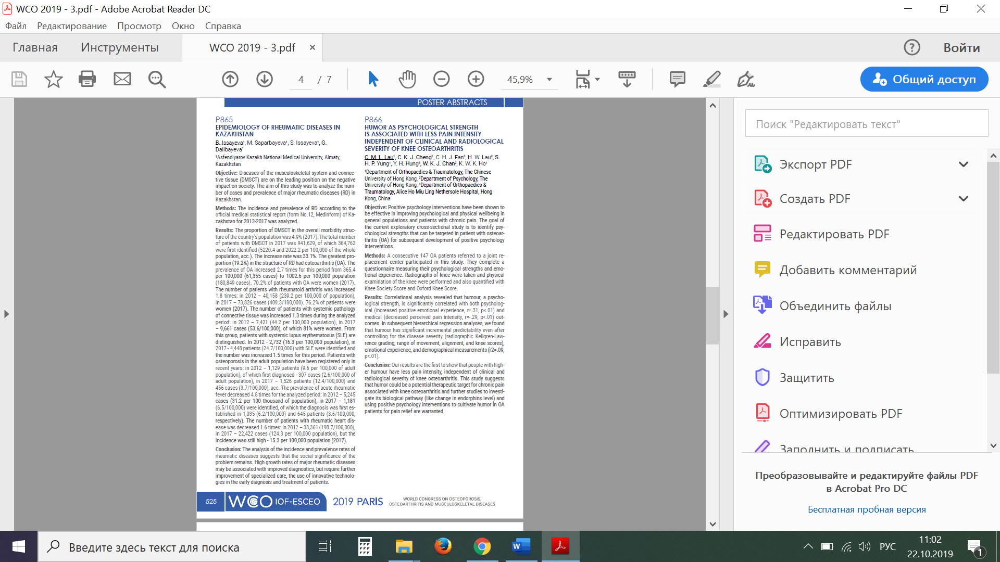 WCO 2019 - 3.pdf - Adobe Acrobat Reader DC
Файл Редактирование Просмотр Окно Справка
Главная Инструменты WCO 2019 - 3.pdf × Войти
4 / 7 45,9% Общий доступ
POSTER ABSTRACTS
P865
EPIDEMIOLOGY OF RHEUMATIC DISEASES IN
KAZAKHSTAN
B. Issayeva¹, M. Saparbayeva¹, S. Issayeva¹, G.
Dalibayeva¹
¹Asfendiyarov Kazakh National Medical University, Almaty,
Kazakhstan
Objective: Diseases of the musculoskeletal system and connec-
tive tissue (DMSCT) are on the leading position on the negative
impact on society. The aim of this study was to analyze the num-
ber of cases and prevalence of major rheumatic diseases (RD) in
Kazakhstan.
Methods: The incidence and prevalence of RD according to the
official medical statistical report (form No.12, Medinform) of Ka-
zakhstan for 2012-2017 was analyzed.
Results: The proportion of DMSCT in the overall morbidity struc-
ture of the country's population was 4.9% (2017). The total number
of patients with DMSCT in 2017 was 941,629, of which 364,762
were first identified (5220.4 and 2022.2 per 100,000 of the whole
population, acc.). The increase rate was 33.1%. The greatest pro-
portion (19.2%) in the structure of RD had osteoarthritis (OA). The
prevalence of OA increased 2.7 times for this period from 365.4
per 100,000 (61,355 cases) to 1002.6 per 100,000 population
(180,849 cases). 70.2% of patients with OA were women (2017).
The number of patients with rheumatoid arthritis was increased
1.8 times: in 2012 – 40,158 (239.2 per 100,000 of population),
in 2017 – 73,826 cases (409.3/100,000). 76.2% of patients were
women (2017). The number of patients with systemic pathology
of connective tissue was increased 1.3 times during the analyzed
period: in 2012 – 7,421 (44.2 per 100,000 population), in 2017
– 9,661 cases (53.6/100,000), of which 81% were women. From
this group, patients with systemic lupus erythematosus (SLE) are
distinguished. In 2012 - 2,732 (16.3 per 100,000 population), in
2017 - 4,448 patients (24.7/100,000) with SLE were identified and
the number was increased 1.5 times for this period. Patients with
osteoporosis in the adult population have been registered only in
recent years: in 2012 – 1,129 patients (9.6 per 100,000 of adult
population), of which first diagnosed - 307 cases (2.6/100,000 of
adult population), in 2017 – 1,526 patients (12.4/100,000) and
456 cases (3.7/100,000), acc. The prevalence of acute rheumatic
fever decreased 4.8 times for the analyzed period: in 2012 – 5,245
cases (31.2 per 100 thousand of population), in 2017 – 1,181
(6.5/100,000) were identified, of which the diagnosis was first es-
tablished in 1,035 (6.2/100,000) and 645 patients (3.6/100,000,
respectively). The number of patients with rheumatic heart dis-
ease was decreased 1.6 times: in 2012 – 33,361 (198.7/100,000),
in 2017 – 22,422 cases (124.3 per 100,000 population), but the
incidence was still high - 15.3 per 100,000 population (2017).
Conclusion: The analysis of the incidence and prevalence rates of
rheumatic diseases suggests that the social significance of the
problem remains. High growth rates of major rheumatic diseases
may be associated with improved diagnostics, but require further
improvement of specialized care, the use of innovative technolo-
gies in the early diagnosis and treatment of patients.
P866
HUMOR AS PSYCHOLOGICAL STRENGTH
IS ASSOCIATED WITH LESS PAIN INTENSITY
INDEPENDENT OF CLINICAL AND RADIOLOGICAL
SEVERITY OF KNEE OSTEOARTHRITIS
C. M. L. Lau¹, C. K. J. Cheng², C. H. J. Fan³, H. W. Lau², S.
H. P. Yung¹, Y. H. Hung³, W. K. J. Chan², K. W. K. Ho¹
¹Department of Orthopaedics & Traumatology, The Chinese
University of Hong Kong, ²Department of Psychology, The
University of Hong Kong, ³Department of Orthopaedics &
Traumatology, Alice Ho Miu Ling Nethersole Hospital, Hong
Kong, China
Objective: Positive psychology interventions have been shown to
be effective in improving psychological and physical wellbeing in
general populations and patients with chronic pain. The goal of
the current exploratory cross-sectional study is to identify psy-
chological strengths that can be targeted in patient with osteoar-
thritis (OA) for subsequent development of positive psychology
interventions.
Methods: A consecutive 147 OA patients referred to a joint re-
placement center participated in this study. They complete a
questionnaire measuring their psychological strengths and emo-
tional experience. Radiographs of knee were taken and physical
examination of the knee were performed and also quantified with
Knee Society Score and Oxford Knee Score.
Results: Correlational analysis revealed that humour, a psycho-
logical strength, is significantly correlated with both psycholog-
ical (increased positive emotional experience, r=.31, p<.01) and
medical (decreased perceived pain intensity, r=-.29, p<.01) out-
comes. In subsequent hierarchical regression analyses, we found
that humour has significant incremental predictability even after
controlling for the disease severity (radiographic Kellgren-Law-
rence grading, range of movement, alignment, and knee scores),
emotional experience, and demographical measurements (r2=.09,
p<.01).
Conclusion: Our results are the first to show that people with high-
er humour have less pain intensity, independent of clinical and
radiological severity of knee osteoarthritis. This study suggests
that humor could be a potential therapeutic target for chronic pain
associated with knee osteoarthritis and further studies to investi-
gate its biological pathway (like change in endorphins level) and
using positive psychology interventions to cultivate humor in OA
patients for pain relief are warranted.
525 WCO IOF-ESCEO 2019 PARIS
WORLD CONGRESS ON OSTEOPOROSIS,
OSTEOARTHRITIS AND MUSCULOSKELETAL DISEASES
Поиск "Редактировать текст"
Экспорт PDF
Создать PDF
Редактировать PDF
Добавить комментарий
Объединить файлы
Исправить
Защитить
Оптимизировать PDF
Заполнить и подписать
Преобразовывайте и редактируйте файлы PDF
в Acrobat Pro DC
Бесплатная пробная версия
Введите здесь текст для поиска
РУС
11:02
22.10.2019
1